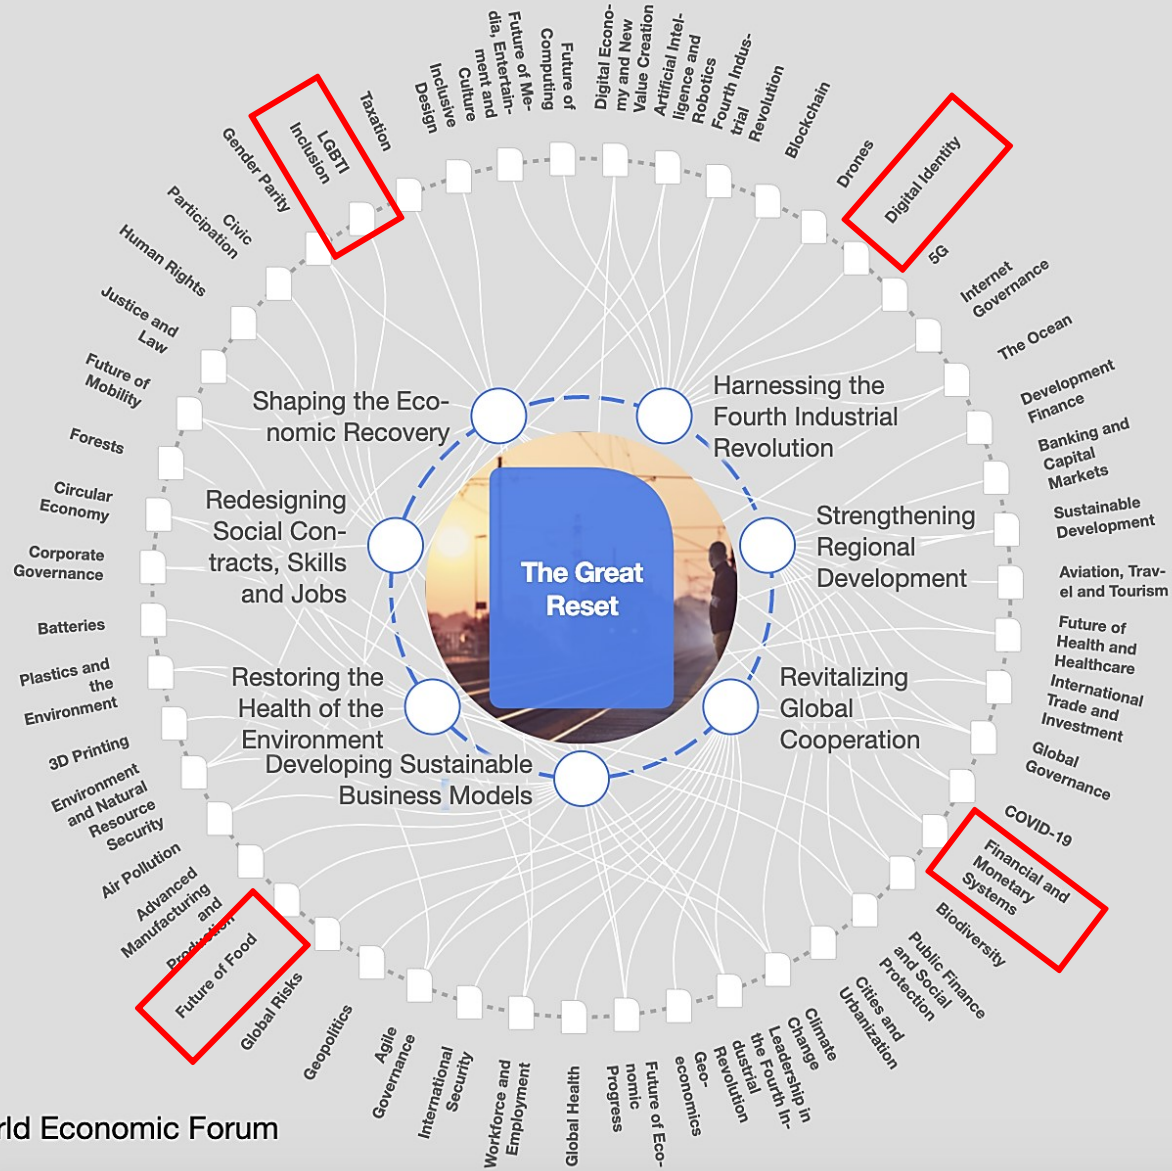 The Great
Reset
Shaping the Eco-
nomic Recovery
Harnessing the
Fourth Industrial
Revolution
Strengthening
Regional
Development
Revitalizing
Global
Cooperation
Developing Sustainable
Business Models
Restoring the
Health of the
Environment
Redesigning
Social Con-
tracts, Skills
and Jobs
Taxation
Inclusive
Design
Culture
Future of Me-
dia, Entertain-
ment and
Future of
Computing
Digital Econo-
my and New
Value Creation
Artificial Intel-
ligence and
Robotics
Fourth Indus-
trial
Revolution
Blockchain
Drones
Digital Identity
5G
Internet
Governance
The Ocean
Development
Finance
Banking and
Capital
Markets
Sustainable
Development
Aviation, Trav-
el and Tourism
Future of
Health and
Healthcare
International
Trade and
Investment
Global
Governance
COVID-19
Financial and
Monetary
Systems
Biodiversity
Public Finance
and Social
Protection
Cities and
Urbanization
Climate
Change
Leadership in
the Fourth In-
dustrial
Revolution
Geo-
economics
Future of Eco-
nomic
Progress
Global Health
Workforce and
Employment
International
Security
Agile
Governance
Geopolitics
Global Risks
Future of Food
Advanced
Manufacturing
and
Production
Air Pollution
Environment
and Natural
Resource
Security
3D Printing
Plastics and
the
Environment
Batteries
Corporate
Governance
Circular
Economy
Forests
Future of
Mobility
Justice and
Law
Human Rights
Civic
Participation
Gender Parity
LGBTI
Inclusion
rld Economic Forum